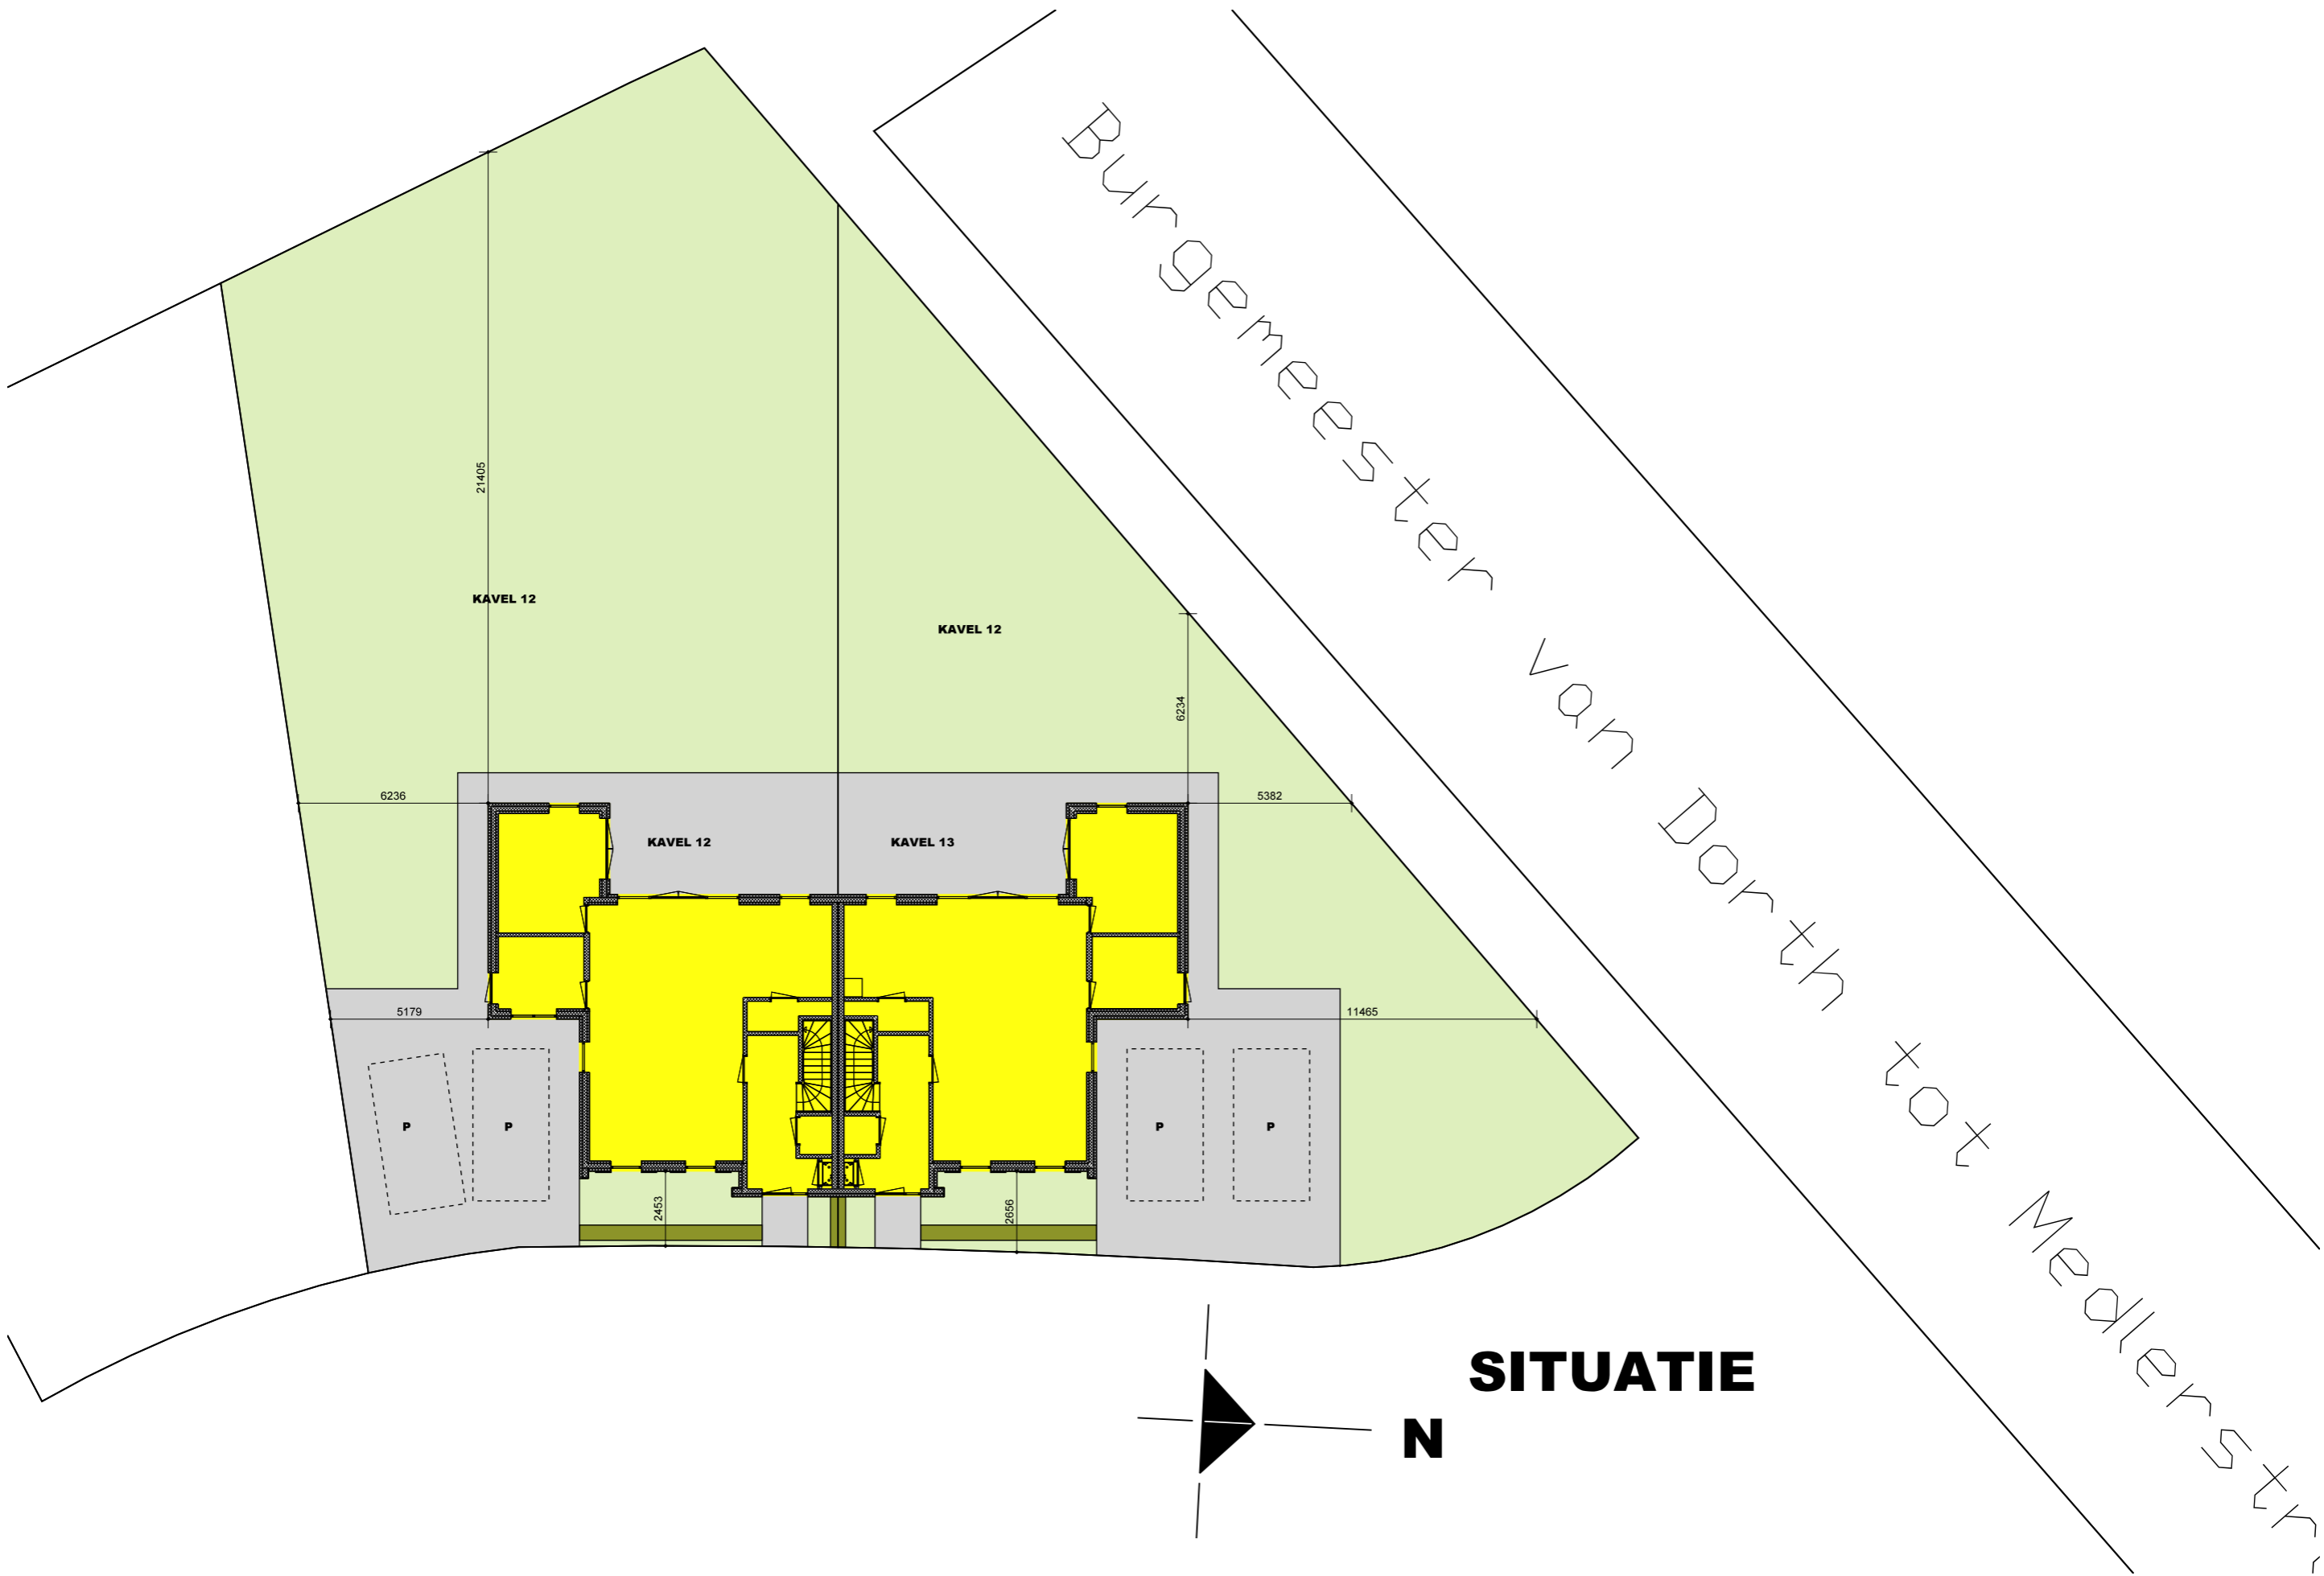 Burgemeester van Dorth tot Medlerstr
21405
KAVEL 12
KAVEL 12
6234
6236
5382
KAVEL 12
KAVEL 13
5179
11465
P
P
P
P
2453
2656
SITUATIE
N